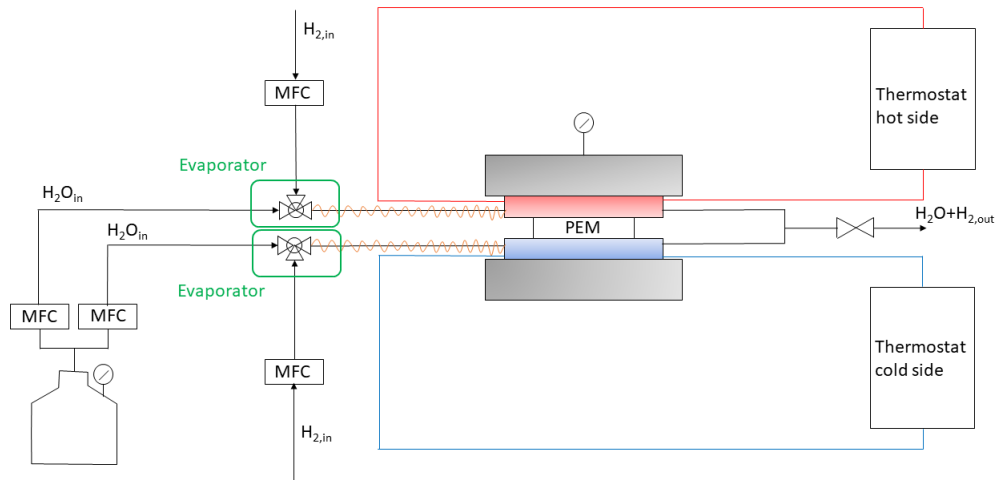 H2,in
MFC
Thermostat
hot side
Evaporator
H2Oin
H2Oin
PEM
H2O+H2,out
Evaporator
MFC
MFC
Thermostat
cold side
MFC
H2,in